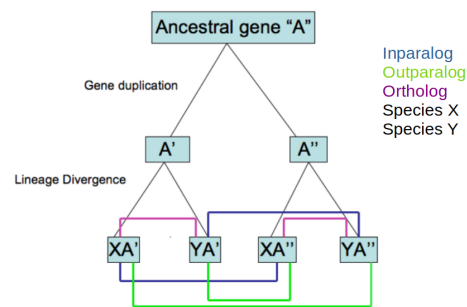 Ancestral gene “A”
Inparalog
Outparalog
Ortholog
Species X
Species Y
Gene duplication
A’
A’’
Lineage Divergence
XA’
YA’
XA’’
YA’’